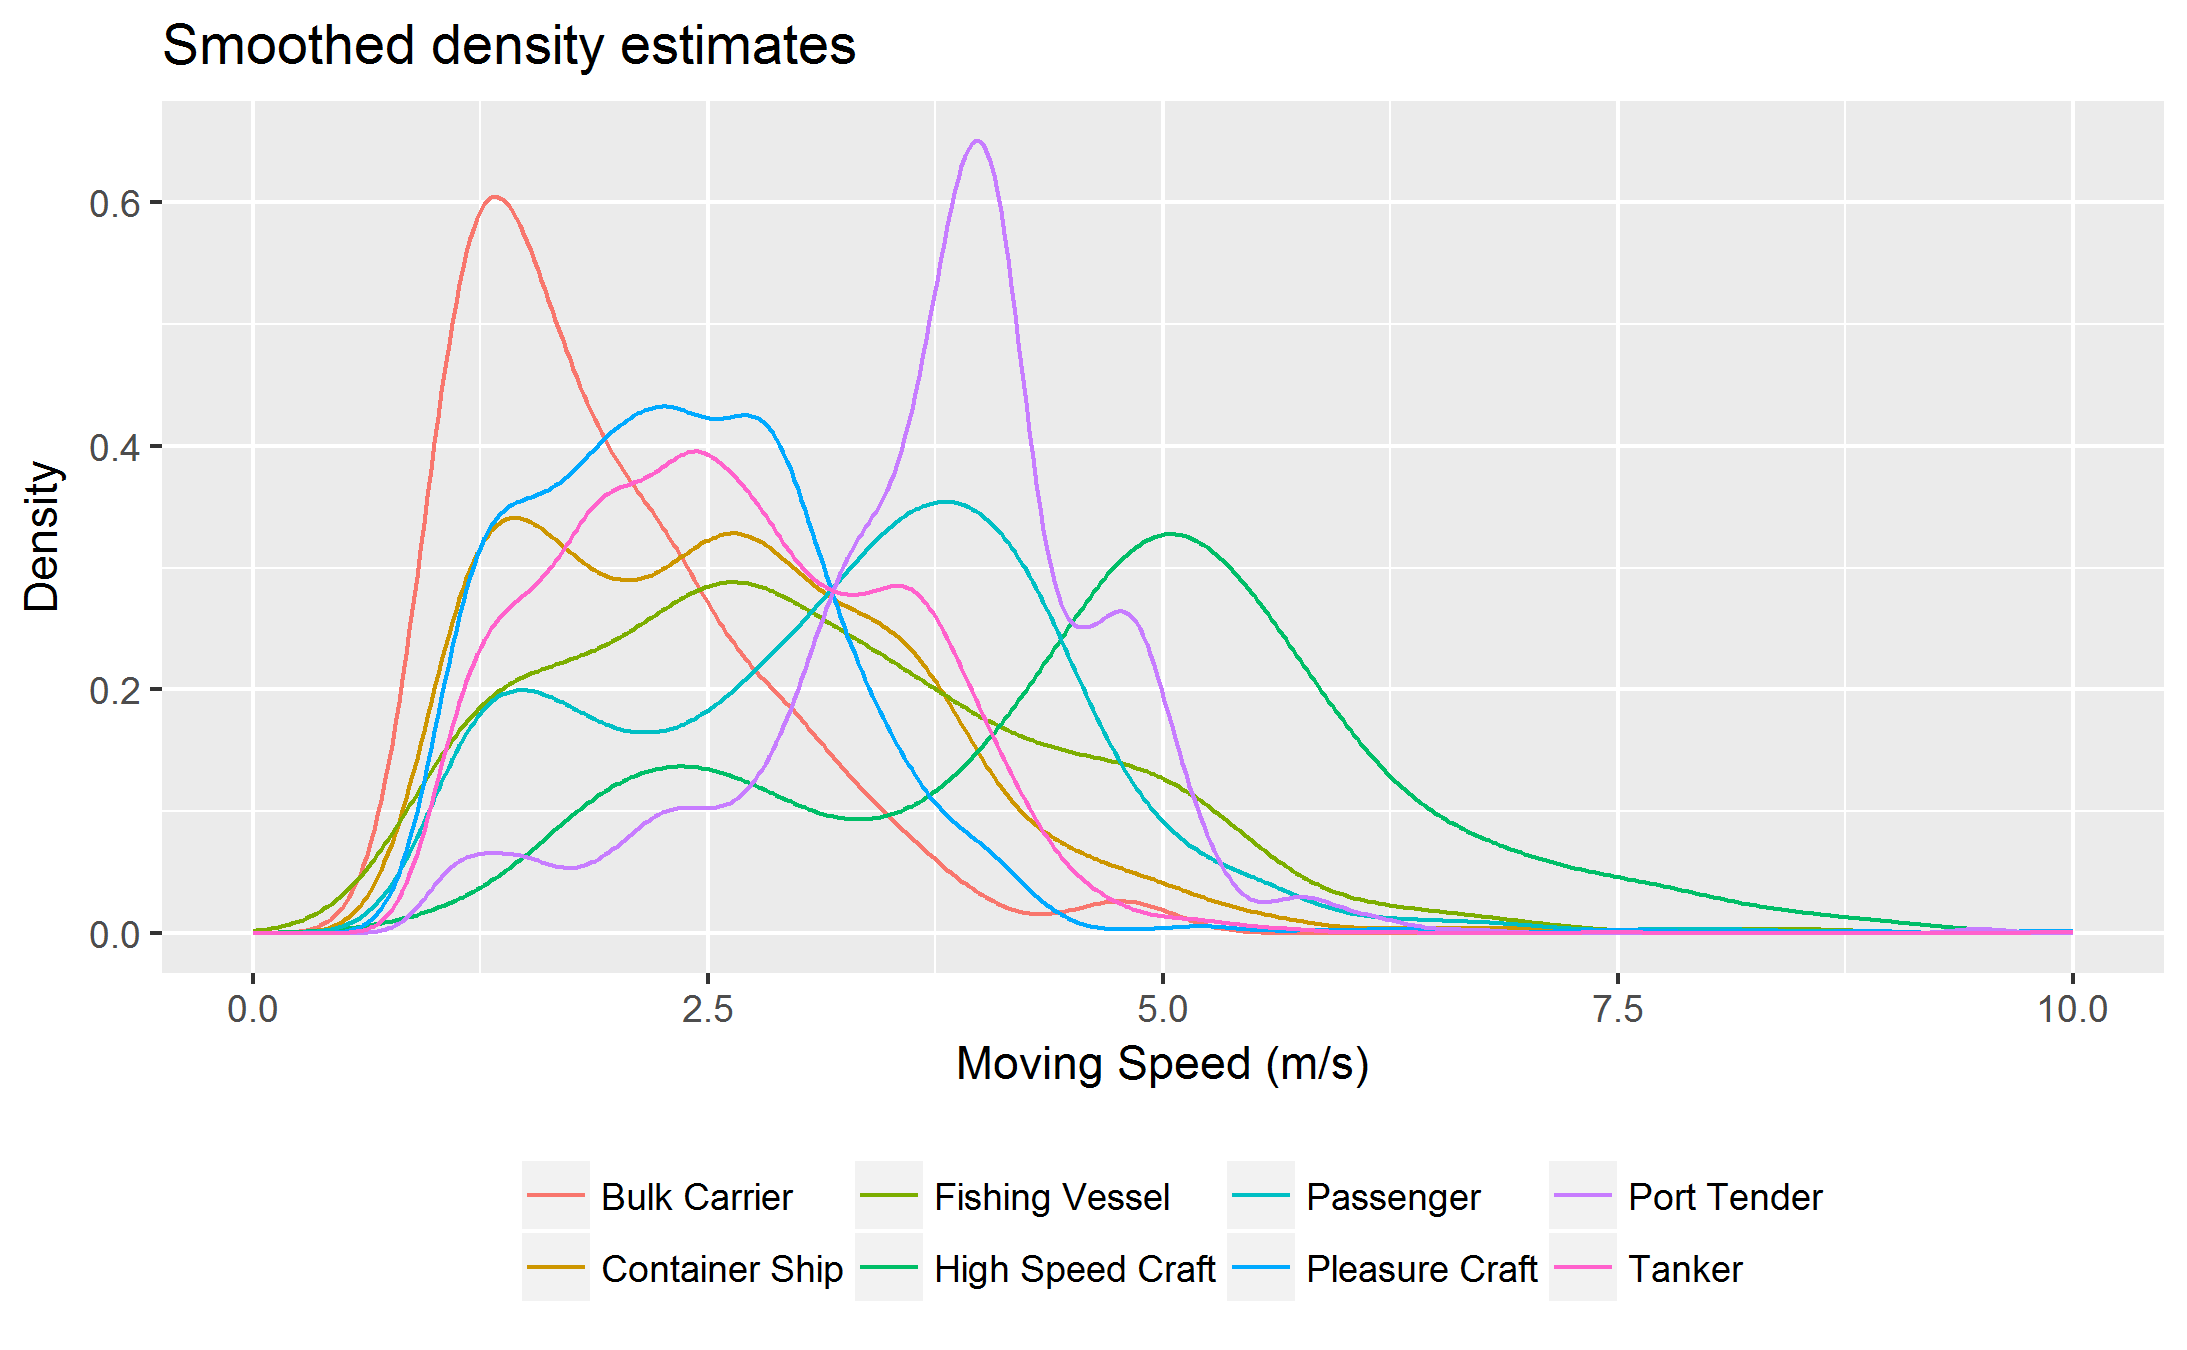 Smoothed density estimates
Density
0.6
0.4
0.2
0.0
0.0 2.5 5.0 7.5 10.0
Moving Speed (m/s)
Bulk Carrier Fishing Vessel Passenger Port Tender
Container Ship High Speed Craft Pleasure Craft Tanker